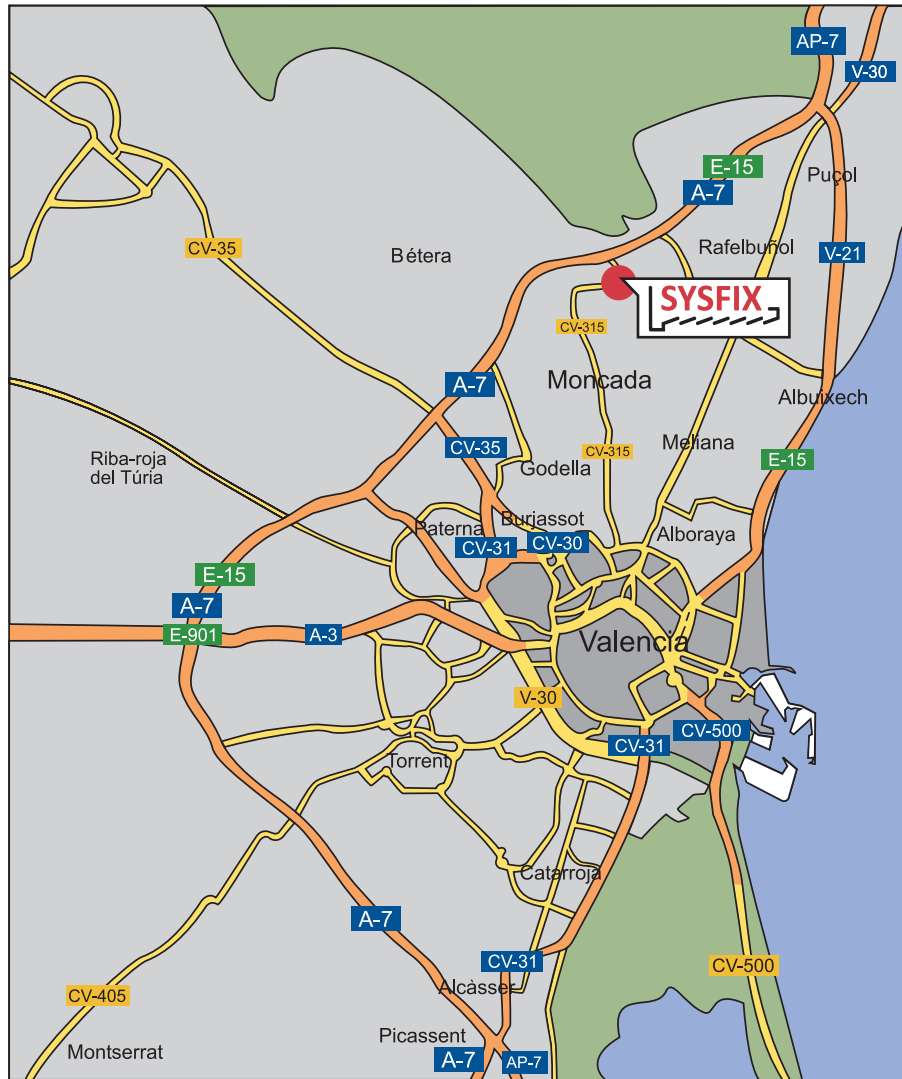 AP-7
V-30
E-15
Puçol
A-7
CV-35
Bétera
Rafelbuñol
V-21
SYSFIX
CV-315
A-7
Moncada
Albuixech
CV-35
Meliana
CV-315
Riba-roja
del Túria
Godella
E-15
Paterna
Burjassot
CV-31
CV-30
Alboraya
E-15
A-7
E-901
A-3
Valencia
V-30
CV-31
CV-500
Torrent
Catarroja
A-7
CV-31
CV-500
CV-405
Alcàsser
Picassent
Montserrat
A-7
AP-7